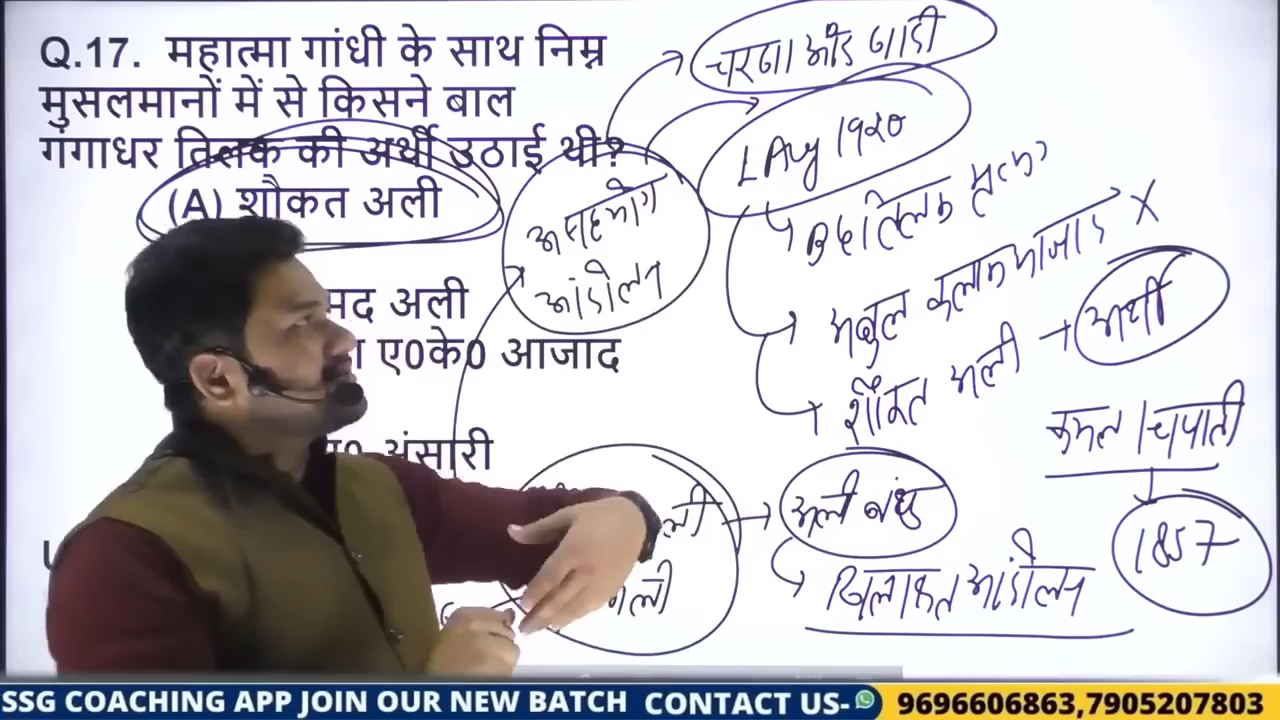 Q.17. महात्मा गांधी के साथ निम्न
मुसलमानों में से किसने बाल
गंगाधर तिलक की अर्थी उठाई थी?
(A) शौकत अली
मद अली
ए0के0 आजाद
अंसारी
चरखा और खादी
1 Aug 1920
असहयोग
आंदोलन
तिलक
अबुल कलाम आजाद X
शौकत अली → अर्थी
कमल / चपाती
1857
ली → अली बंधु
अली
खिलाफत आंदोलन
SSG COACHING APP JOIN OUR NEW BATCH CONTACT US- 9696606863,7905207803